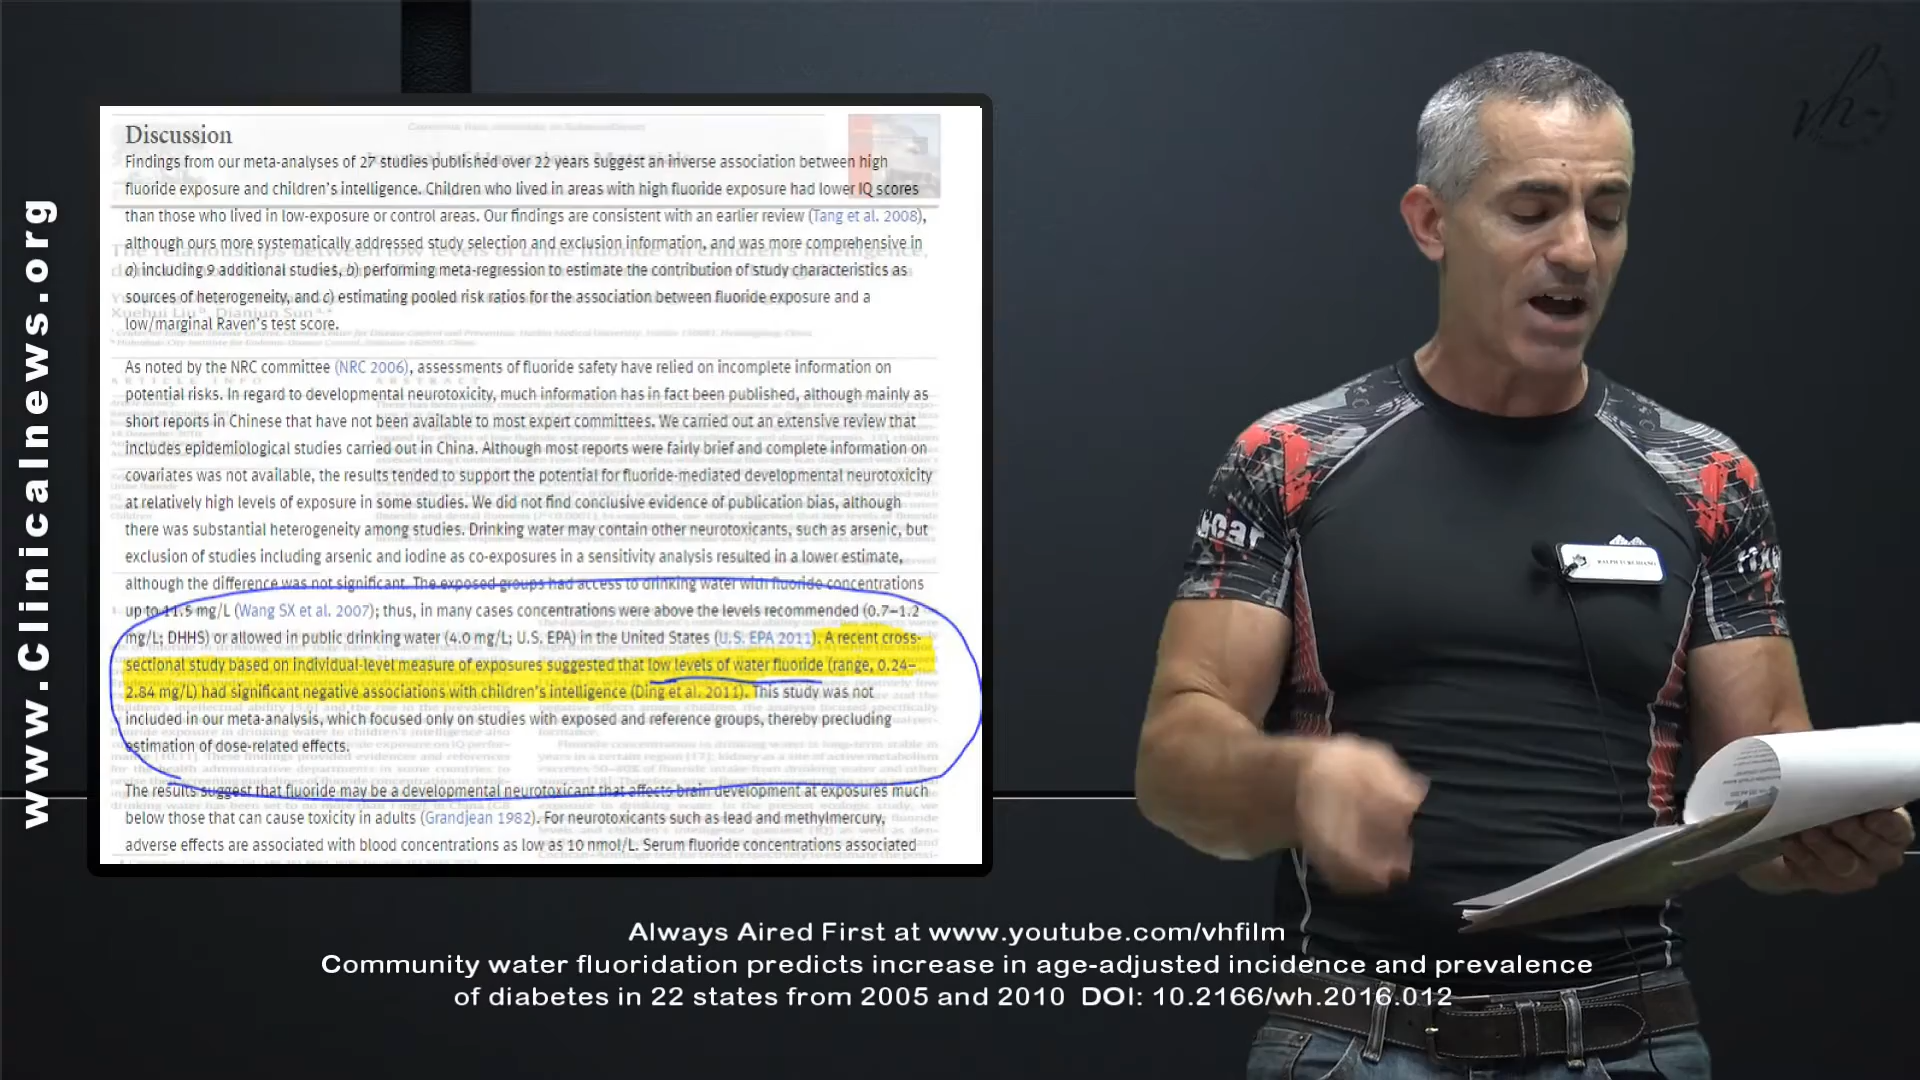 www.Clinicalnews.org
Discussion
Findings from our meta-analyses of 27 studies published over 22 years suggest an inverse association between high
fluoride exposure and children's intelligence. Children who lived in areas with high fluoride exposure had lower IQ scores
than those who lived in low-exposure or control areas. Our findings are consistent with an earlier review (Tang et al. 2008),
although ours more systematically addressed study selection and exclusion information, and was more comprehensive in
a) including 9 additional studies, b) performing meta-regression to estimate the contribution of study characteristics as
sources of heterogeneity, and c) estimating pooled risk ratios for the association between fluoride exposure and a
low/marginal Raven's test score.
As noted by the NRC committee (NRC 2006), assessments of fluoride safety have relied on incomplete information on
potential risks. In regard to developmental neurotoxicity, much information has in fact been published, although mainly as
short reports in Chinese that have not been available to most expert committees. We carried out an extensive review that
includes epidemiological studies carried out in China. Although most reports were fairly brief and complete information on
covariates was not available, the results tended to support the potential for fluoride-mediated developmental neurotoxicity
at relatively high levels of exposure in some studies. We did not find conclusive evidence of publication bias, although
there was substantial heterogeneity among studies. Drinking water may contain other neurotoxicants, such as arsenic, but
exclusion of studies including arsenic and iodine as co-exposures in a sensitivity analysis resulted in a lower estimate,
although the difference was not significant. The exposed groups had access to drinking water with fluoride concentrations
up to 11.5 mg/L (Wang SX et al. 2007); thus, in many cases concentrations were above the levels recommended (0.7–1.2
mg/L; DHHS) or allowed in public drinking water (4.0 mg/L; U.S. EPA) in the United States (U.S. EPA 2011). A recent cross-
sectional study based on individual-level measure of exposures suggested that low levels of water fluoride (range, 0.24–
2.84 mg/L) had significant negative associations with children's intelligence (Ding et al. 2011). This study was not
included in our meta-analysis, which focused only on studies with exposed and reference groups, thereby precluding
estimation of dose-related effects.
The results suggest that fluoride may be a developmental neurotoxicant that affects brain development at exposures much
below those that can cause toxicity in adults (Grandjean 1982). For neurotoxicants such as lead and methylmercury,
adverse effects are associated with blood concentrations as low as 10 nmol/L. Serum fluoride concentrations associated
vh
Always Aired First at www.youtube.com/vhfilm
Community water fluoridation predicts increase in age-adjusted incidence and prevalence
of diabetes in 22 states from 2005 and 2010 DOI: 10.2166/wh.2016.012